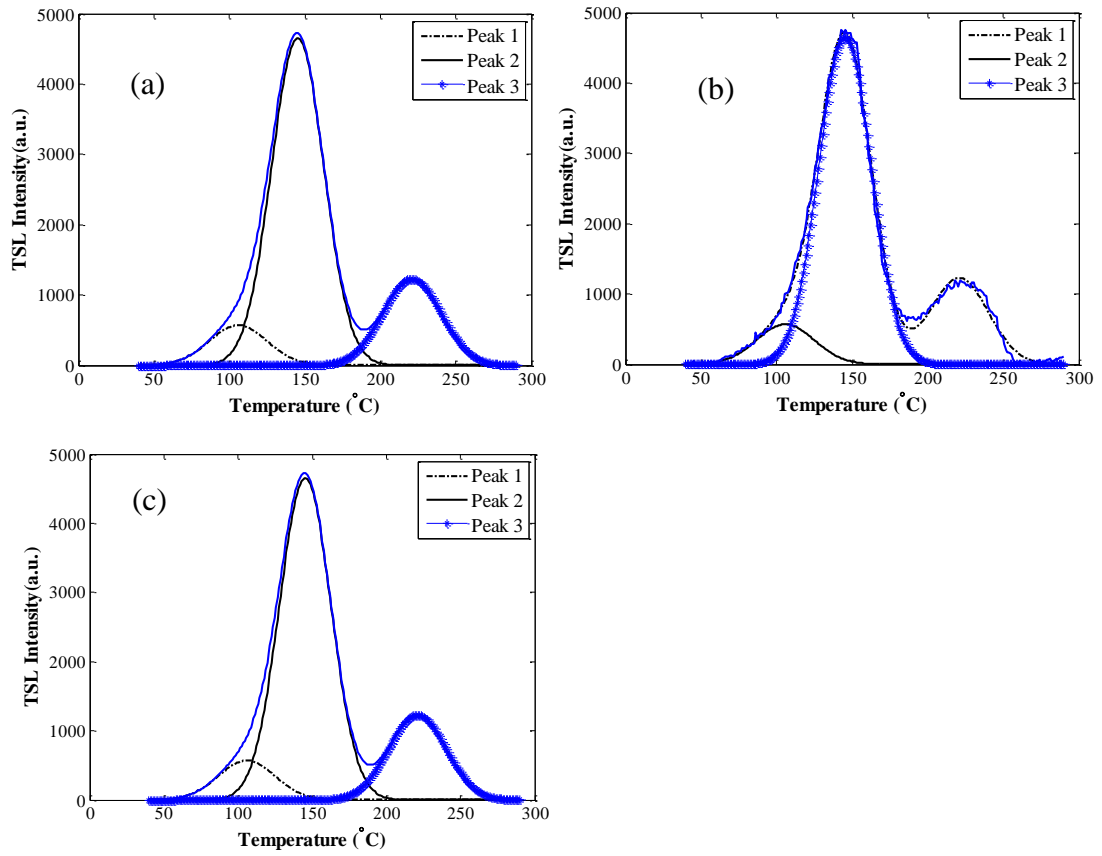 5000
4000
3000
2000
1000
0
TSL Intensity (a.u.)
(a)
Peak 1
Peak 2
Peak 3
0 50 100 150 200 250 300
Temperature (°C)
5000
4000
3000
2000
1000
0
TSL Intensity (a.u.)
(b)
Peak 1
Peak 2
Peak 3
0 50 100 150 200 250 300
Temperature (°C)
5000
4000
3000
2000
1000
0
TSL Intensity (a.u.)
(c)
Peak 1
Peak 2
Peak 3
0 50 100 150 200 250 300
Temperature (°C)